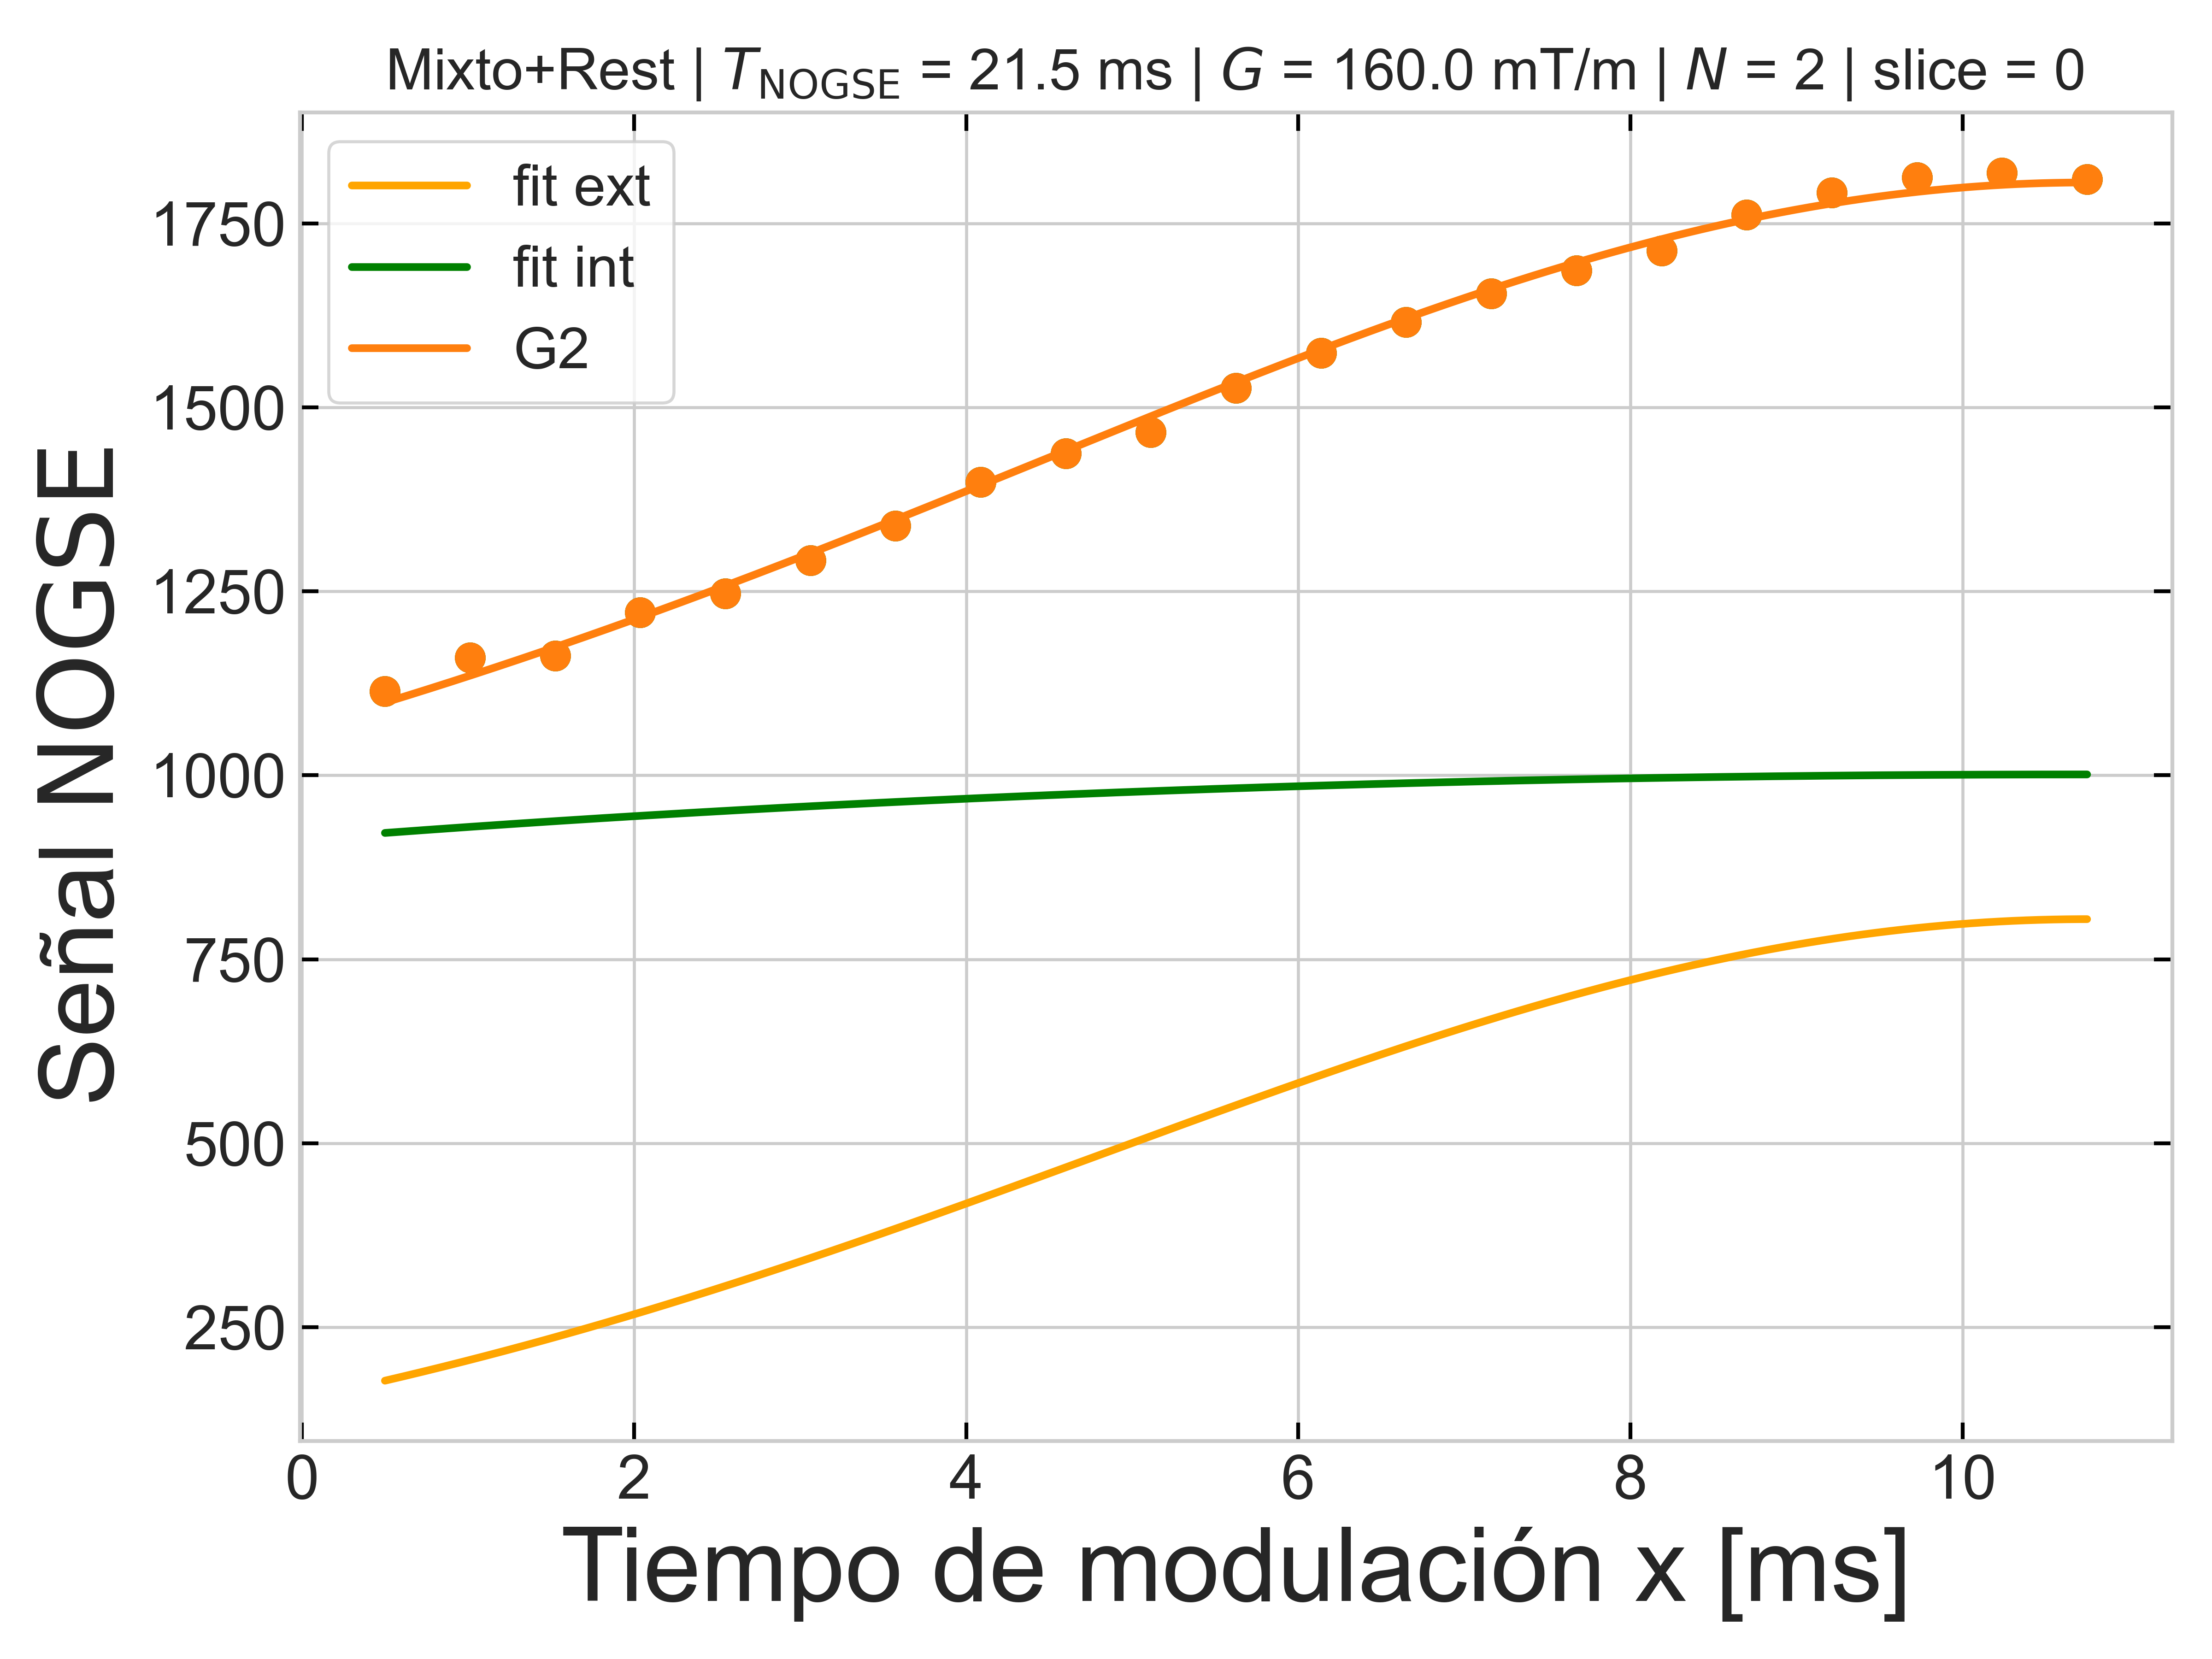 Mixto+Rest | T_NOGSE = 21.5 ms | G = 160.0 mT/m | N = 2 | slice = 0
fit ext
fit int
G2
Señal NOGSE
1750
1500
1250
1000
750
500
250
0 2 4 6 8 10
Tiempo de modulación x [ms]